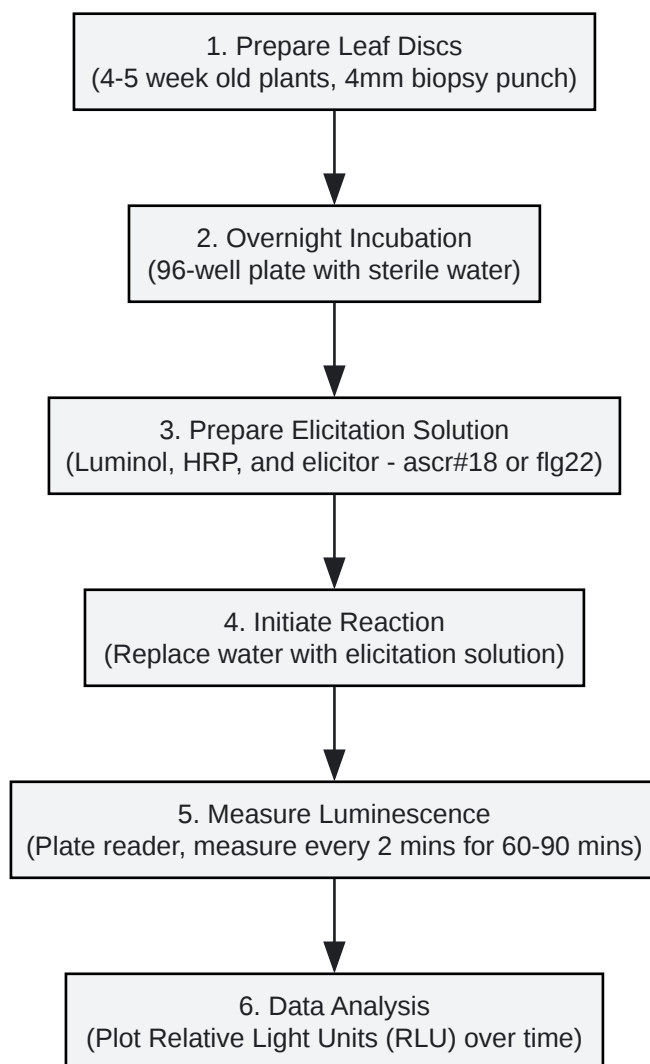 1. Prepare Leaf Discs
(4-5 week old plants, 4mm biopsy punch)
2. Overnight Incubation
(96-well plate with sterile water)
3. Prepare Elicitation Solution
(Luminol, HRP, and elicitor - ascr#18 or flg22)
4. Initiate Reaction
(Replace water with elicitation solution)
5. Measure Luminescence
(Plate reader, measure every 2 mins for 60-90 mins)
6. Data Analysis
(Plot Relative Light Units (RLU) over time)